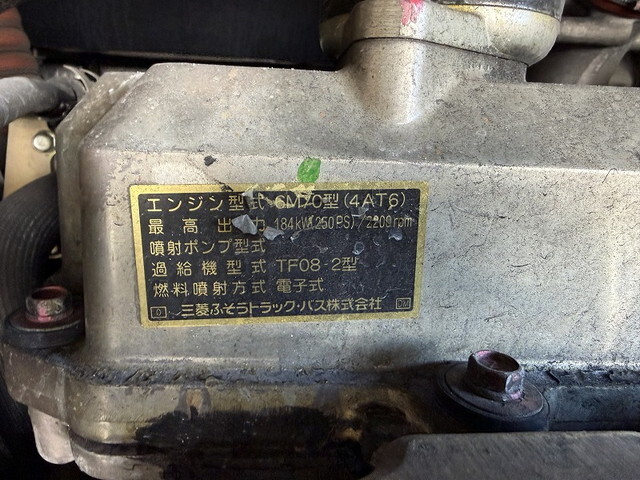 エンジン型式 6M70型(4AT6)
最高出力 184kW(250PS)/2200rpm
噴射ポンプ型式
過給機型式 TF08-2型
燃料噴射方式 電子式
三菱ふそうトラック・バス株式会社